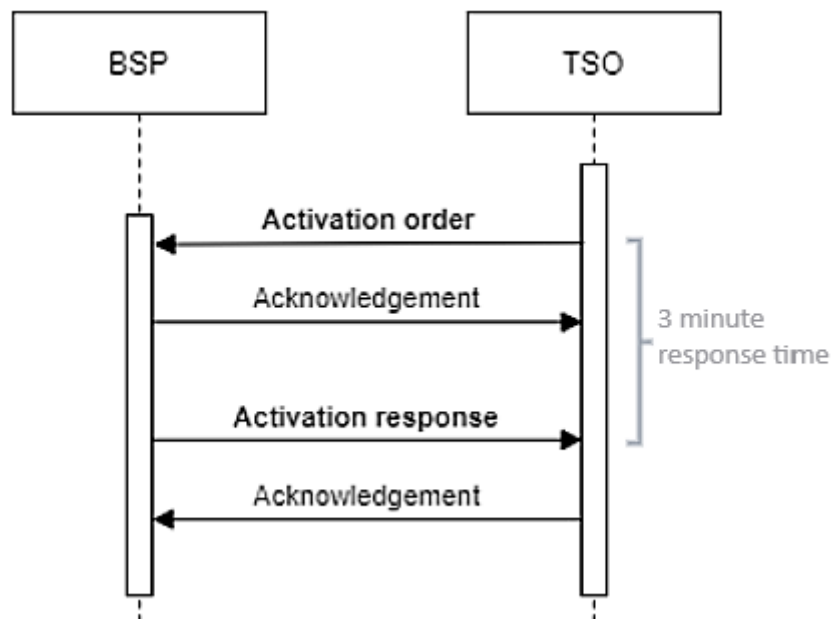 BSP
TSO
Activation order
Acknowledgement
3 minute
response time
Activation response
Acknowledgement